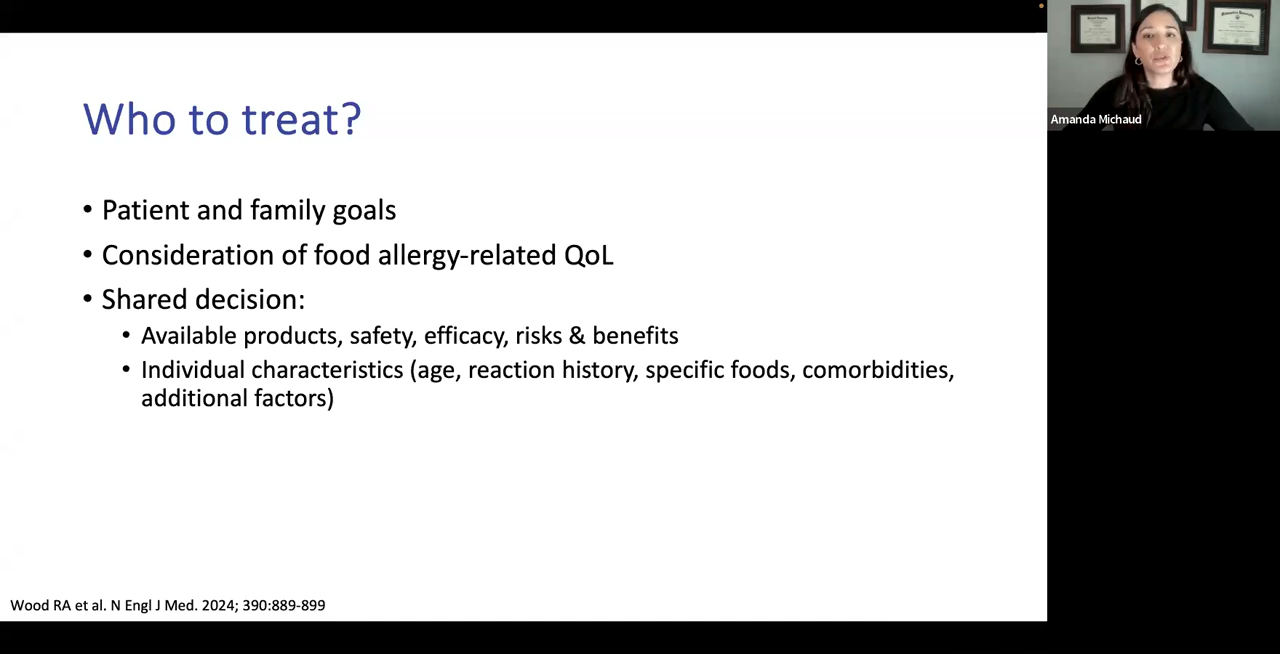 Who to treat?
• Patient and family goals
• Consideration of food allergy-related QoL
• Shared decision:
• Available products, safety, efficacy, risks & benefits
• Individual characteristics (age, reaction history, specific foods, comorbidities,
additional factors)
Wood RA et al. N Engl J Med. 2024; 390:889-899
Amanda Michaud